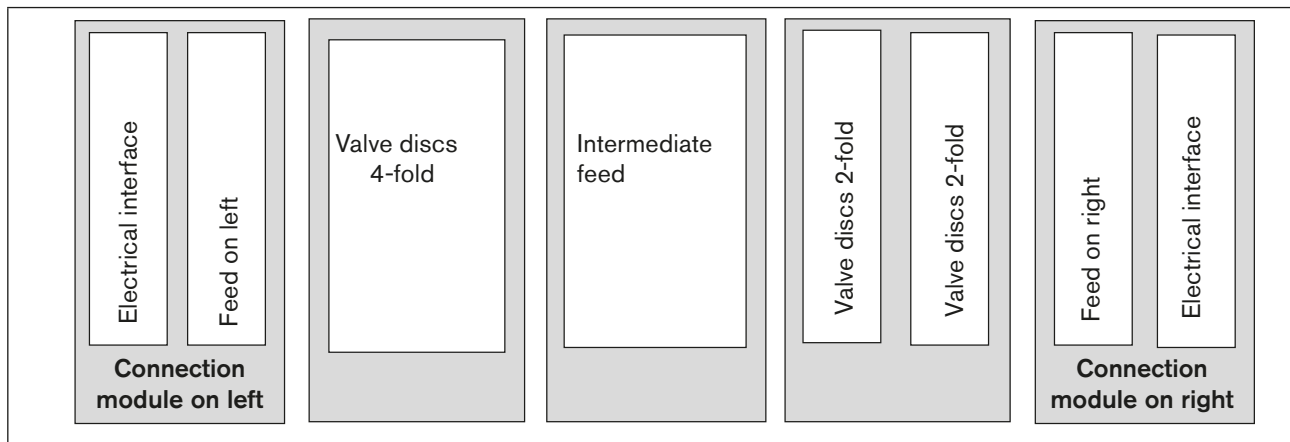 Electrical interface
Feed on left
Connection
module on left
Valve discs
4-fold
Intermediate
feed
Valve discs 2-fold
Valve discs 2-fold
Feed on right
Electrical interface
Connection
module on right